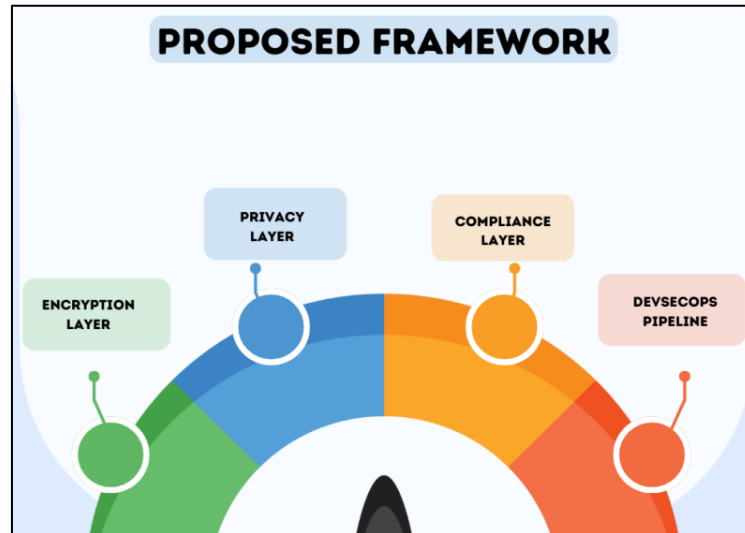 PROPOSED FRAMEWORK
PRIVACY
LAYER
COMPLIANCE
LAYER
ENCRYPTION
LAYER
DEVSECOPS
PIPELINE